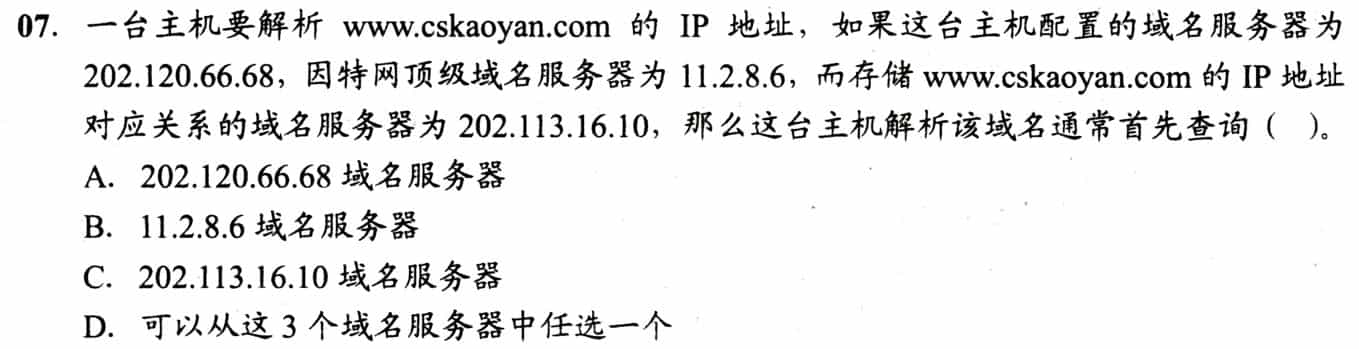 07. 一台主机要解析 www.cskaoyan.com 的 IP 地址，如果这台主机配置的域名服务器为
202.120.66.68，因特网顶级域名服务器为 11.2.8.6，而存储 www.cskaoyan.com 的 IP 地址
对应关系的域名服务器为 202.113.16.10，那么这台主机解析该域名通常首先查询（ ）。
A. 202.120.66.68 域名服务器
B. 11.2.8.6 域名服务器
C. 202.113.16.10 域名服务器
D. 可以从这 3 个域名服务器中任选一个